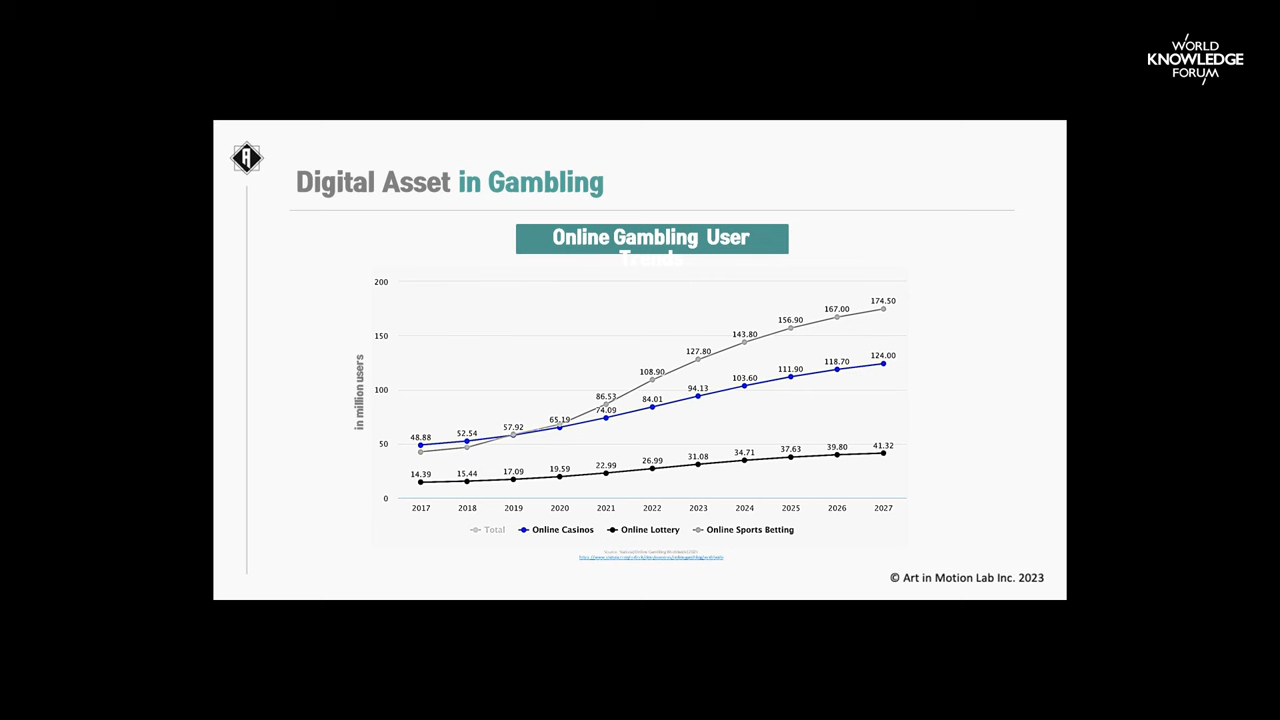 WORLD
KNOWLEDGE
FORUM
Digital Asset in Gambling
Online Gambling User
Trends
in million users
200
150
100
50
0
48.88 52.54 57.92 65.19 74.09 84.01 94.13 103.60 111.90 118.70 124.00
86.53 108.90 127.80 143.80 156.90 167.00 174.50
14.39 15.44 17.09 19.59 22.99 26.99 31.08 34.71 37.63 39.80 41.32
2017 2018 2019 2020 2021 2022 2023 2024 2025 2026 2027
Total Online Casinos Online Lottery Online Sports Betting
© Art in Motion Lab Inc. 2023